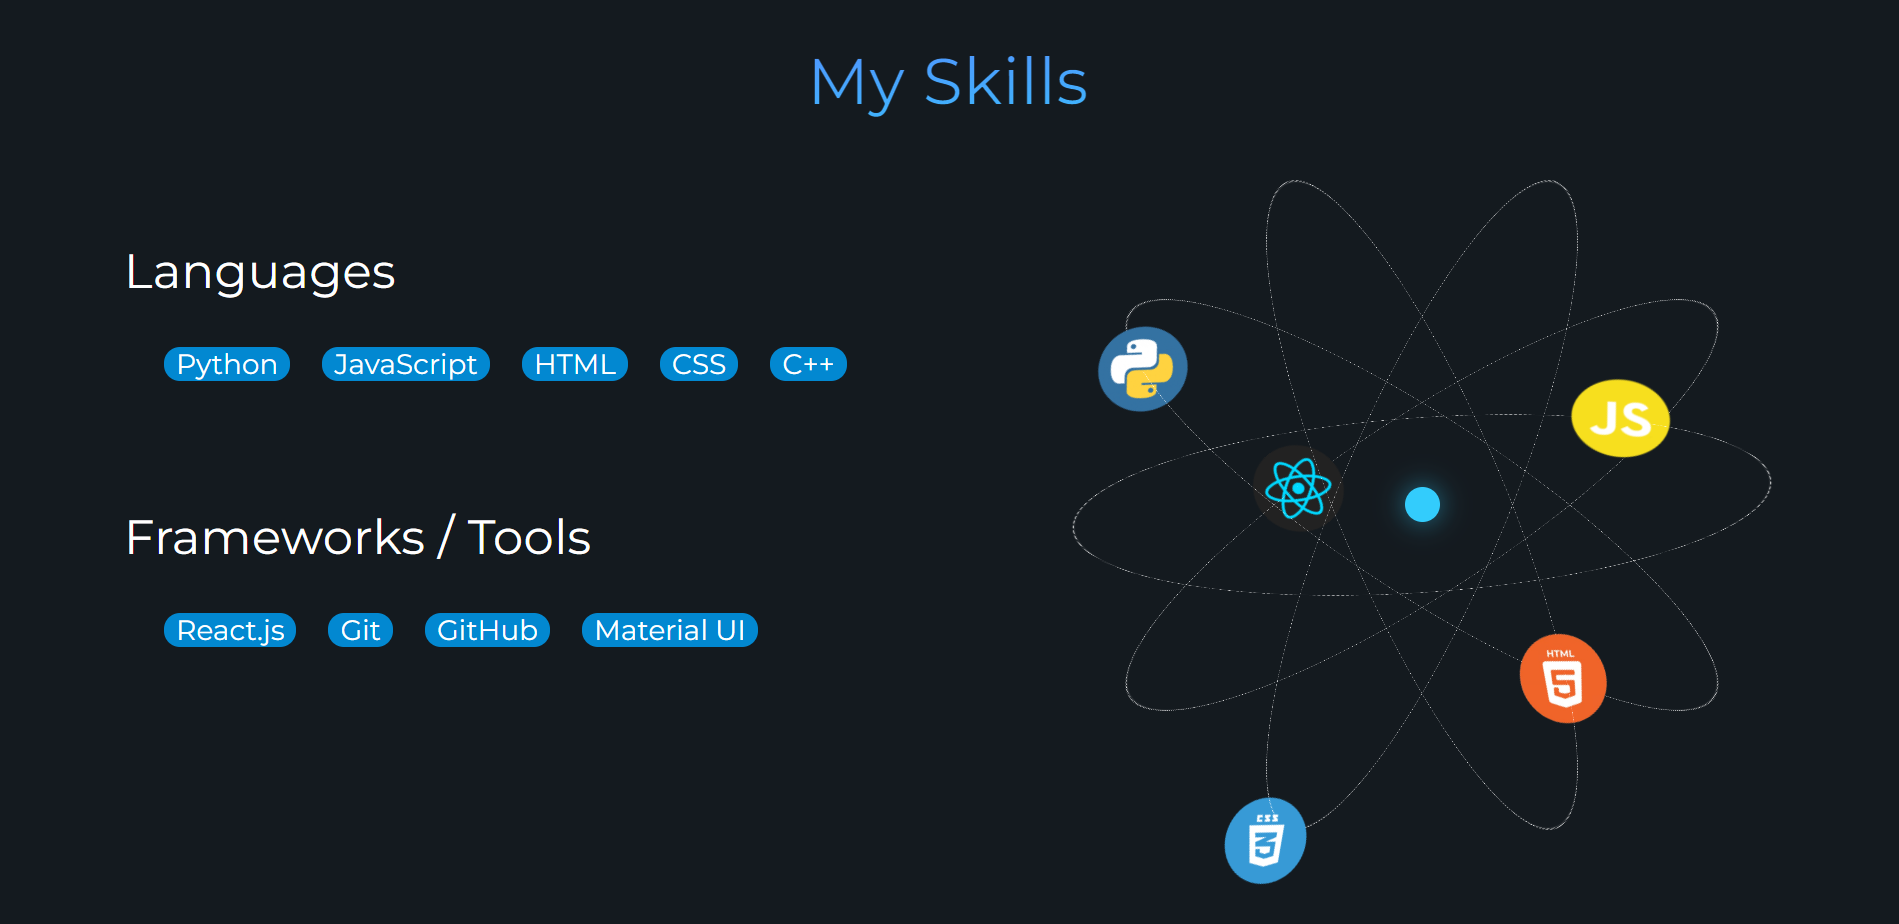 My Skills
Languages
Python JavaScript HTML CSS C++
Frameworks / Tools
React.js Git GitHub Material UI
JS
HTML
5
CSS
3